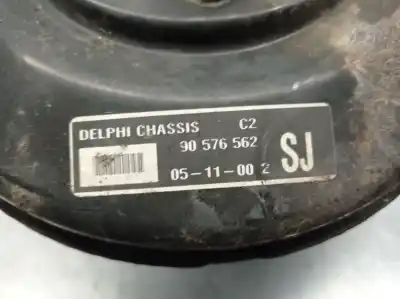 DELPHI CHASSIS C2
90 576 562
05-11-00 2
SJ